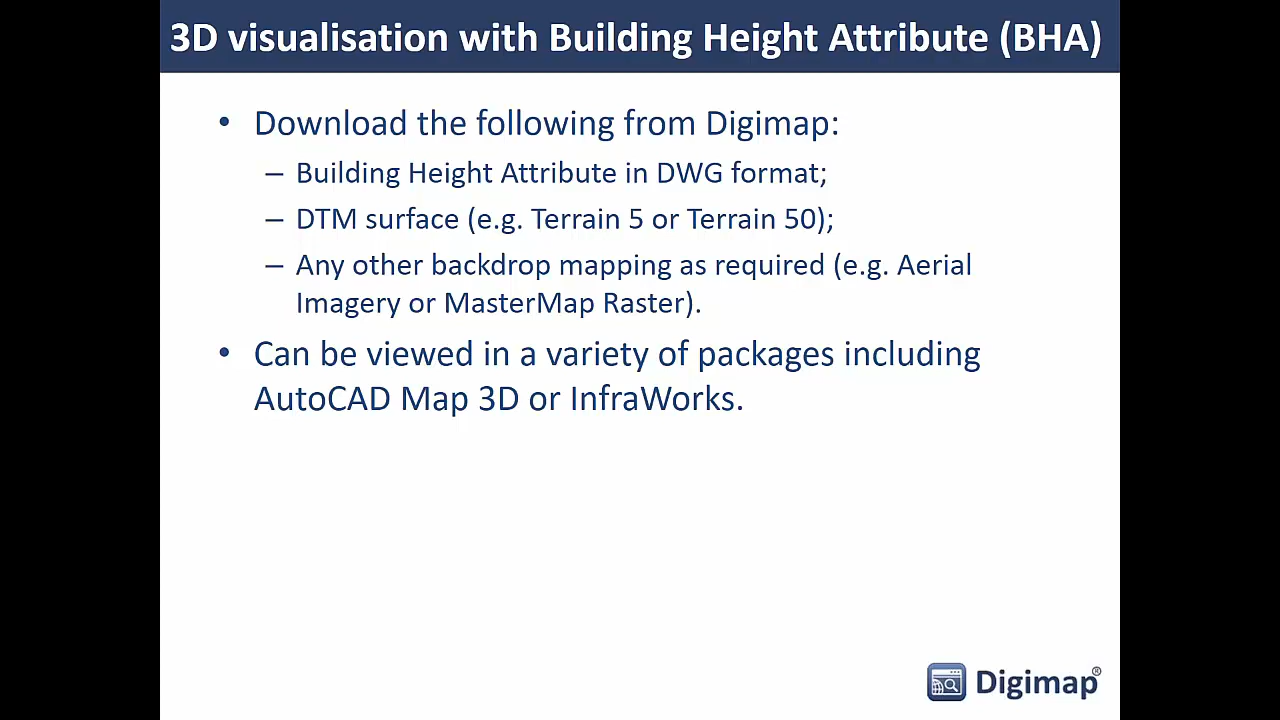 3D visualisation with Building Height Attribute (BHA)
• Download the following from Digimap:
– Building Height Attribute in DWG format;
– DTM surface (e.g. Terrain 5 or Terrain 50);
– Any other backdrop mapping as required (e.g. Aerial
Imagery or MasterMap Raster).
• Can be viewed in a variety of packages including
AutoCAD Map 3D or InfraWorks.
Digimap®